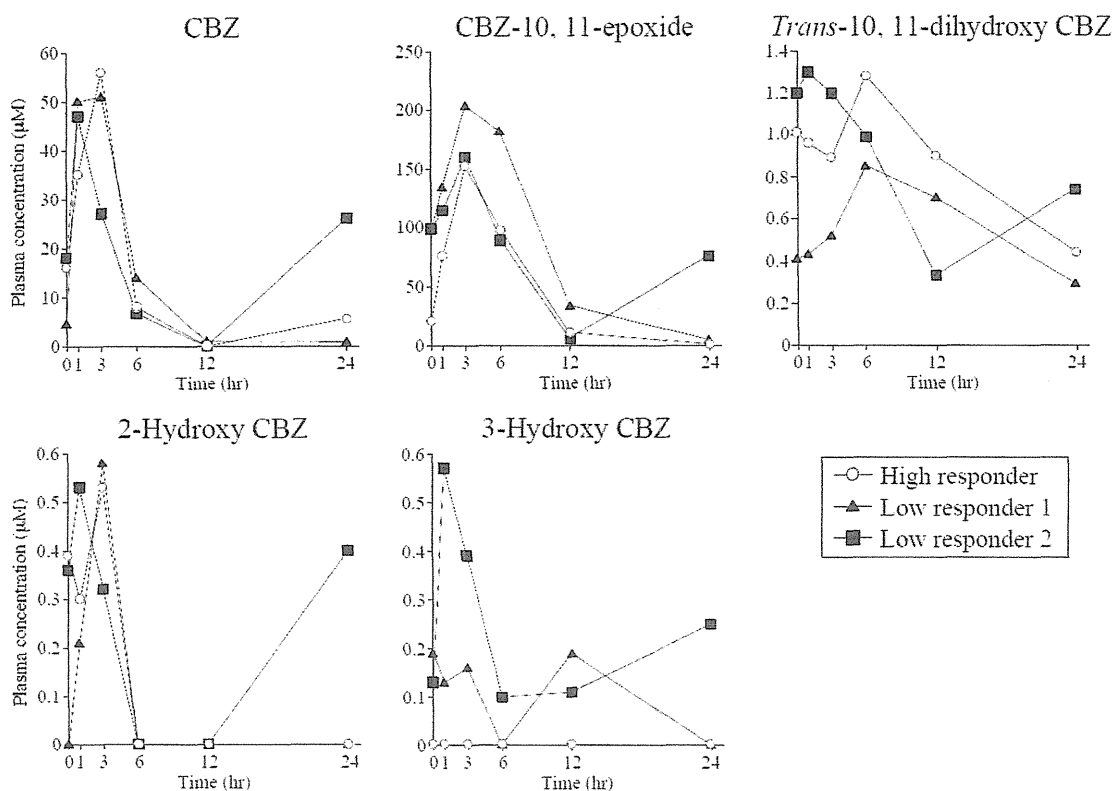 CBZ
CBZ-10, 11-epoxide
Trans-10, 11-dihydroxy CBZ
Plasma concentration (μM)
60
50
40
30
20
10
0
0 1 3 6 12 24
Time (hr)
250
200
150
100
50
0
0 1 3 6 12 24
Time (hr)
1.4
1.2
1.0
0.8
0.6
0.4
0.2
0
0 1 3 6 12 24
Time (hr)
2-Hydroxy CBZ
3-Hydroxy CBZ
Plasma concentration (μM)
0.6
0.5
0.4
0.3
0.2
0.1
0
0 1 3 6 12 24
Time (hr)
0.6
0.5
0.4
0.3
0.2
0.1
0
0 1 3 6 12 24
Time (hr)
High responder
Low responder 1
Low responder 2